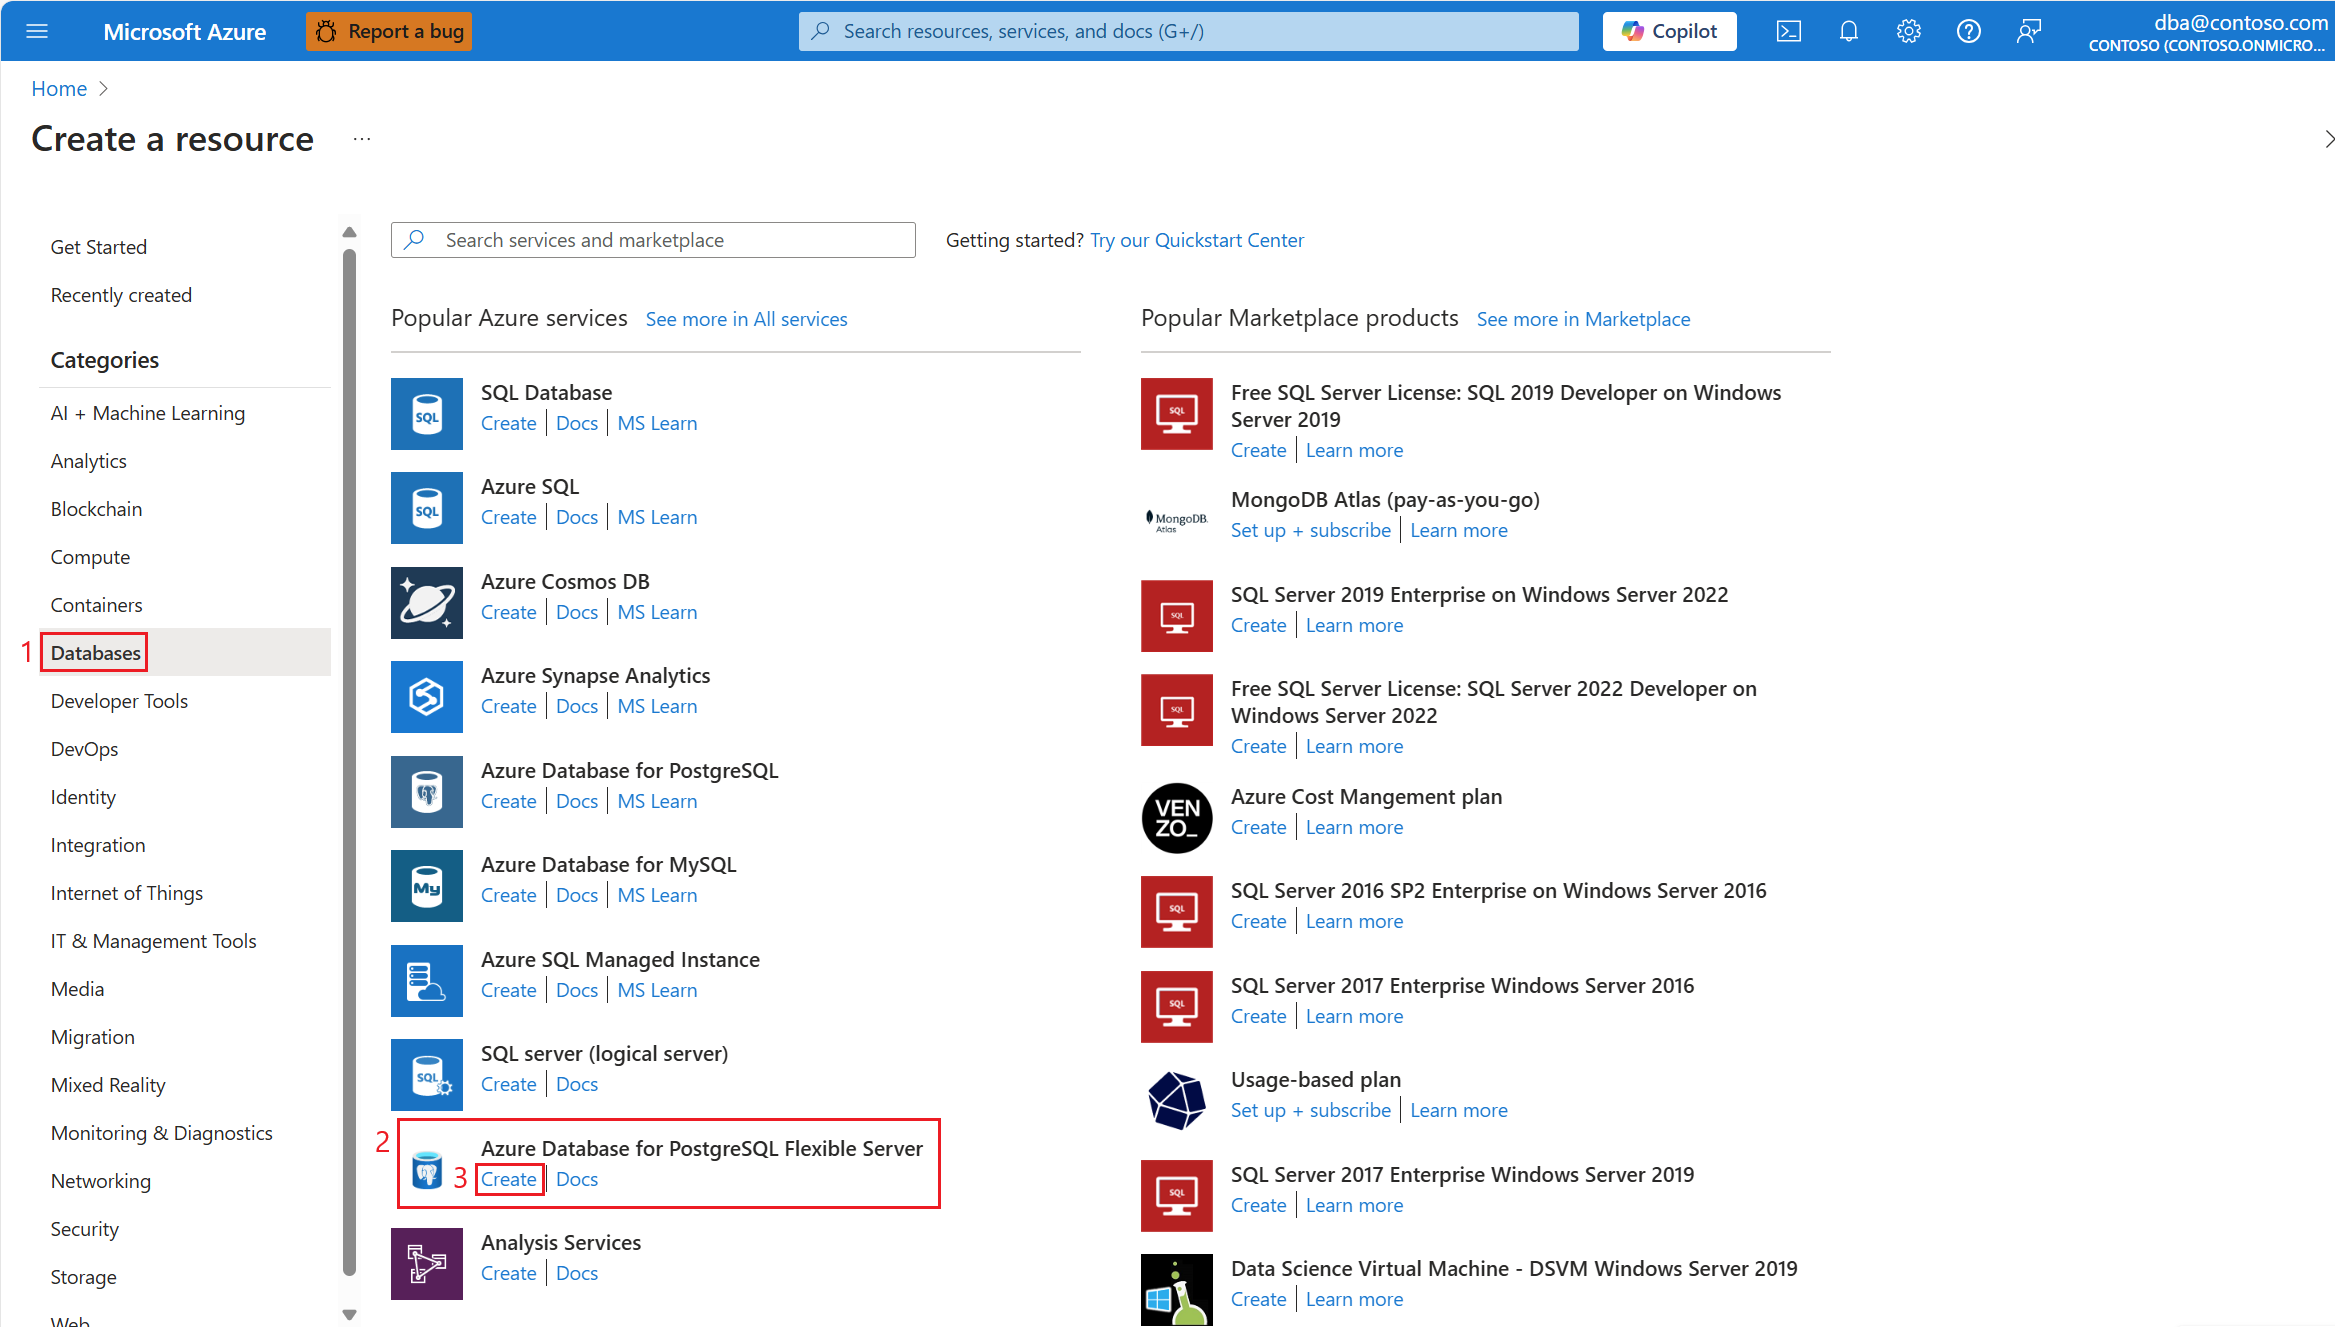 Microsoft Azure
Report a bug
Search resources, services, and docs (G+/)
Copilot
dba@contoso.com
CONTOSO (CONTOSO.ONMICRO...
Home
Create a resource
...
Get Started
Recently created
Categories
AI + Machine Learning
Analytics
Blockchain
Compute
Containers
1 Databases
Developer Tools
DevOps
Identity
Integration
Internet of Things
IT & Management Tools
Media
Migration
Mixed Reality
Monitoring & Diagnostics
Networking
Security
Storage
Web
Search services and marketplace
Getting started? Try our Quickstart Center
Popular Azure services See more in All services
SQL
SQL Database
Create Docs MS Learn
SQL
Azure SQL
Create Docs MS Learn
Azure Cosmos DB
Create Docs MS Learn
Azure Synapse Analytics
Create Docs MS Learn
Azure Database for PostgreSQL
Create Docs MS Learn
My
Azure Database for MySQL
Create Docs MS Learn
Azure SQL Managed Instance
Create Docs MS Learn
SQL
SQL server (logical server)
Create Docs
2
Azure Database for PostgreSQL Flexible Server
3 Create Docs
Analysis Services
Create Docs
Popular Marketplace products See more in Marketplace
SQL
Free SQL Server License: SQL 2019 Developer on Windows
Server 2019
Create Learn more
MongoDB.
Atlas
MongoDB Atlas (pay-as-you-go)
Set up + subscribe Learn more
SQL
SQL Server 2019 Enterprise on Windows Server 2022
Create Learn more
SQL
Free SQL Server License: SQL Server 2022 Developer on
Windows Server 2022
Create Learn more
VEN
ZO_
Azure Cost Mangement plan
Create Learn more
SQL
SQL Server 2016 SP2 Enterprise on Windows Server 2016
Create Learn more
SQL
SQL Server 2017 Enterprise Windows Server 2016
Create Learn more
Usage-based plan
Set up + subscribe Learn more
SQL
SQL Server 2017 Enterprise Windows Server 2019
Create Learn more
Data Science Virtual Machine - DSVM Windows Server 2019
Create Learn more